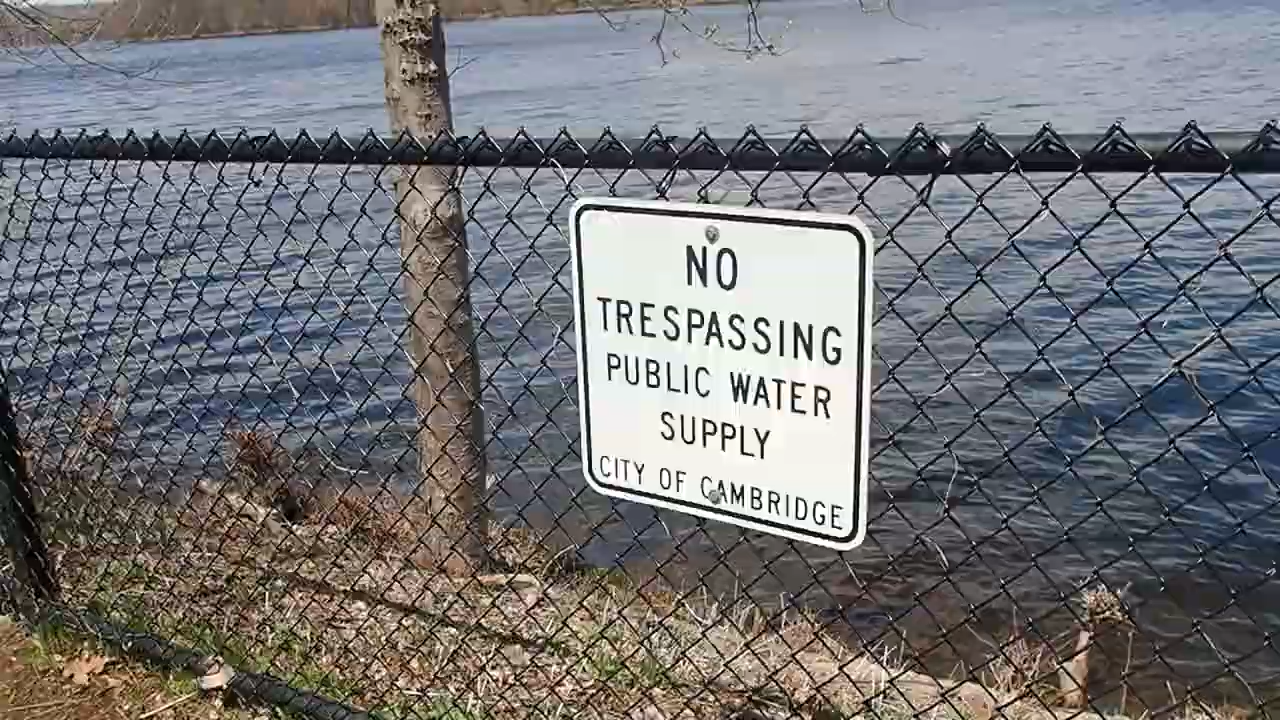 NO
TRESPASSING
PUBLIC WATER
SUPPLY
CITY OF CAMBRIDGE